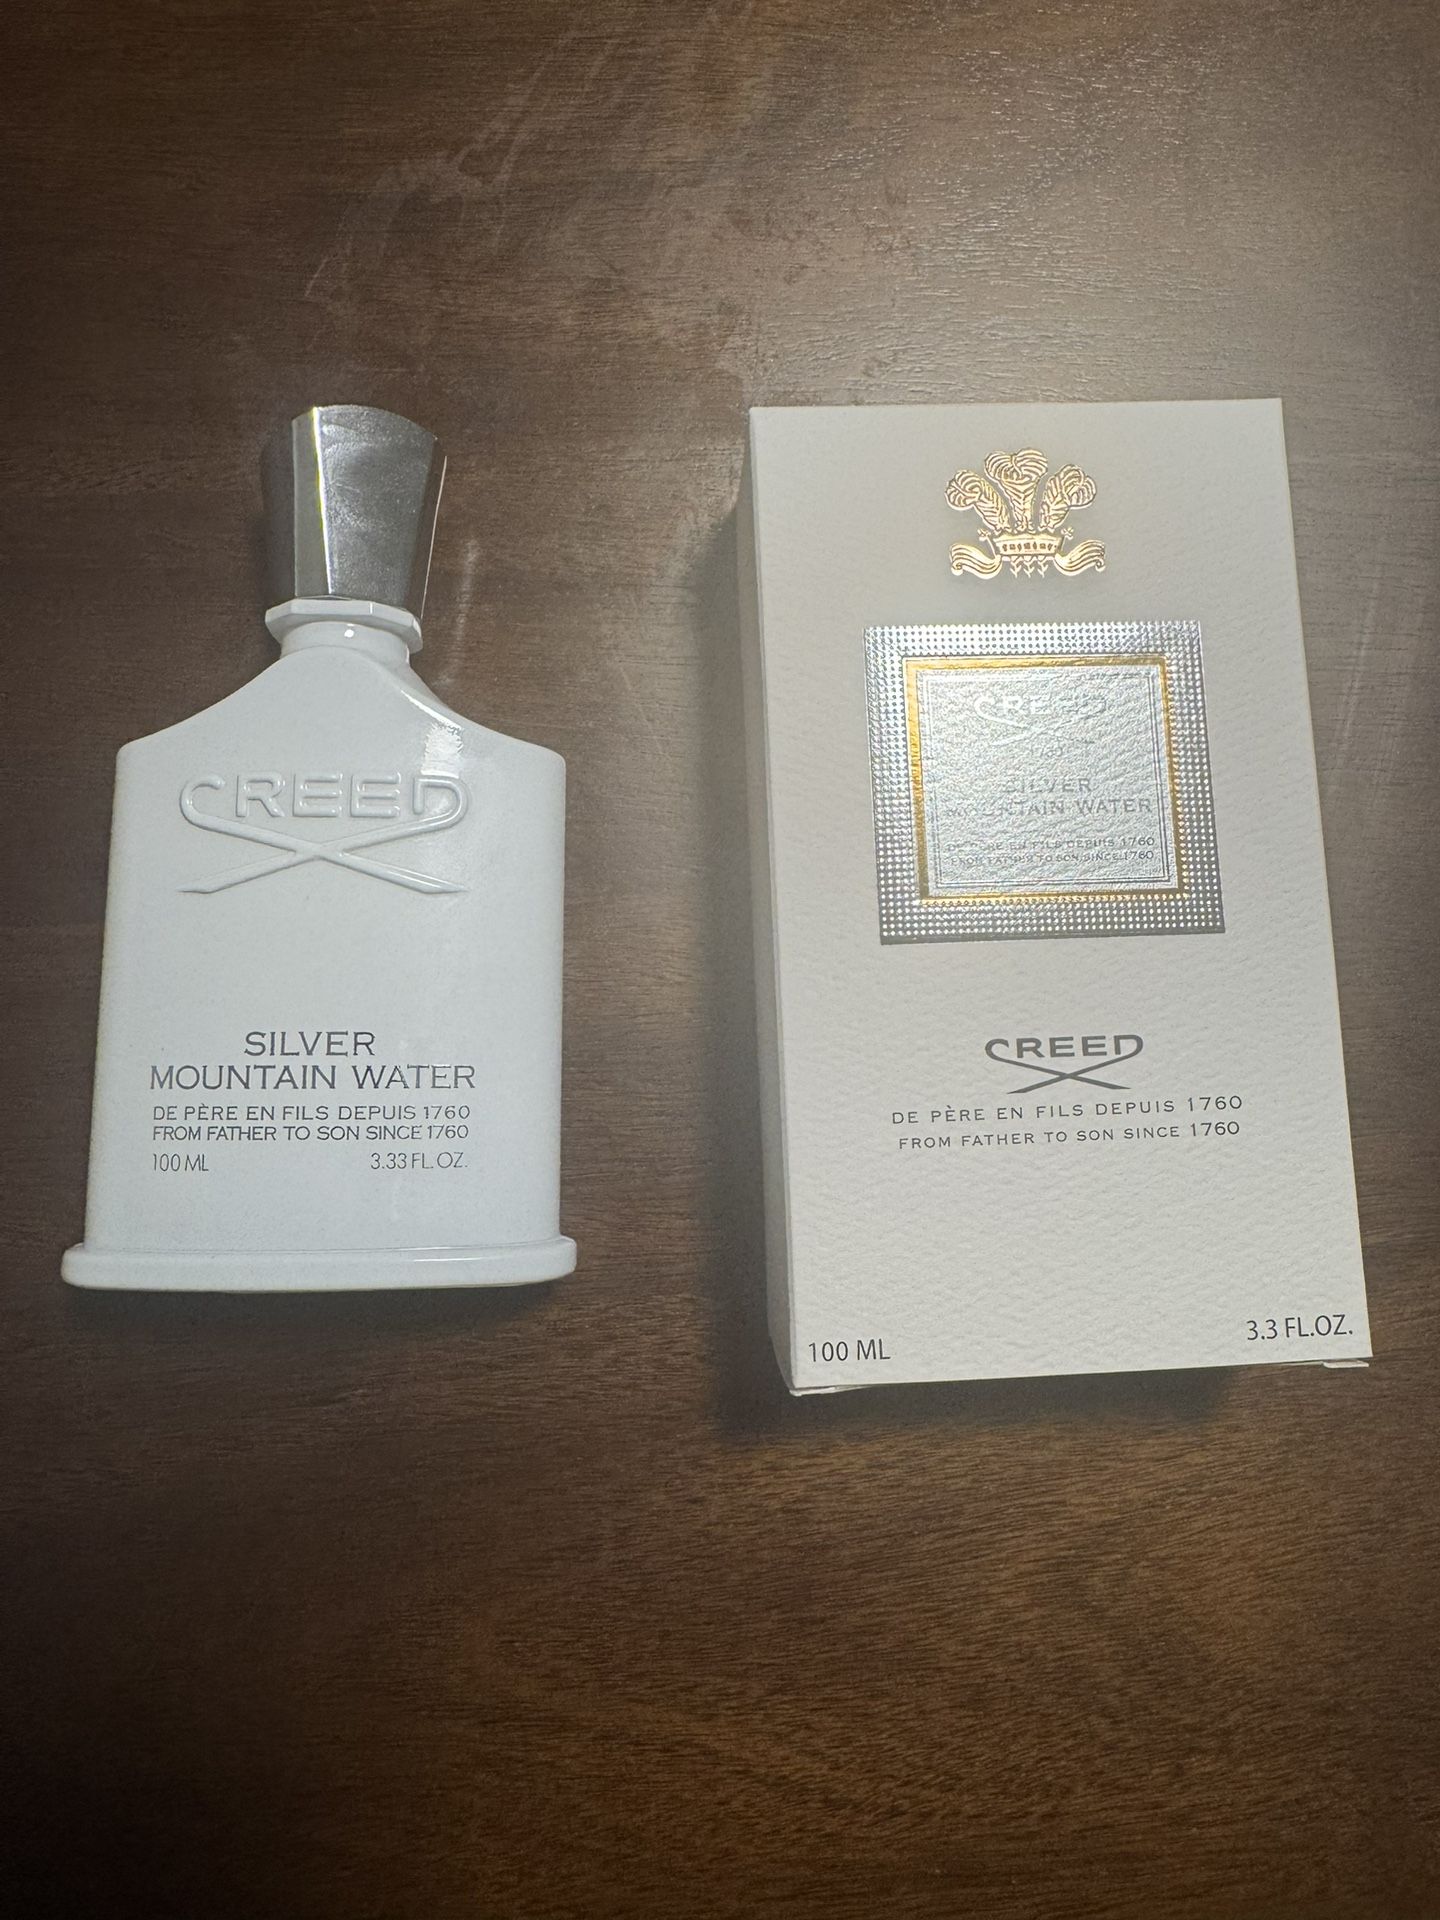 CREED
SILVER
MOUNTAIN WATER
DE PÈRE EN FILS DEPUIS 1760
FROM FATHER TO SON SINCE 1760
100 ML 3.33 FL. OZ.
CREED
SILVER
MOUNTAIN WATER
DE PÈRE EN FILS DEPUIS 1760
FROM FATHER TO SON SINCE 1760
CREED
DE PÈRE EN FILS DEPUIS 1760
FROM FATHER TO SON SINCE 1760
100 ML 3.3 FL.OZ.